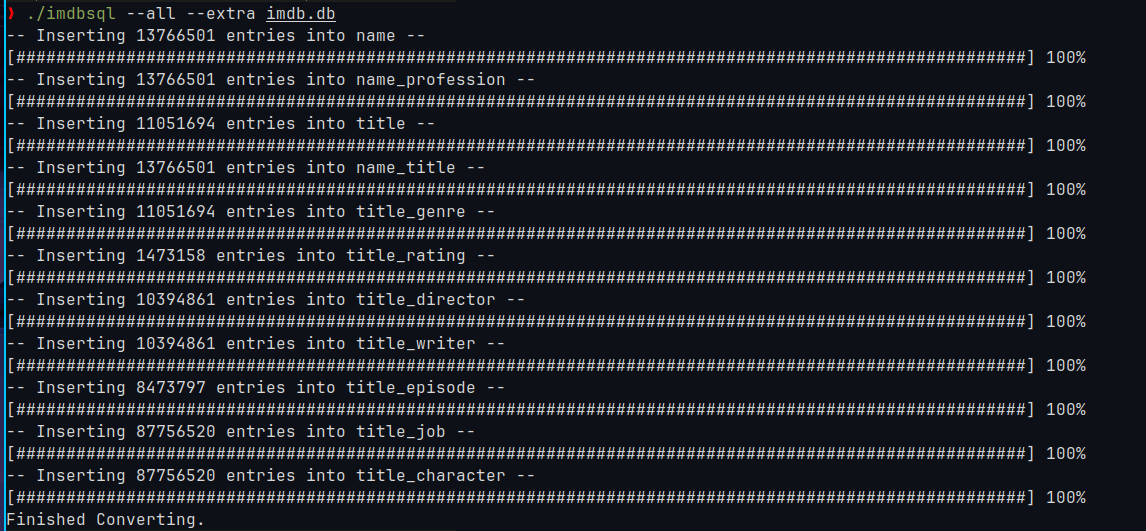 ❯ ./imdbsql --all --extra imdb.db
-- Inserting 13766501 entries into name --
[#####################################################################################################] 100%
-- Inserting 13766501 entries into name_profession --
[#####################################################################################################] 100%
-- Inserting 11051694 entries into title --
[#####################################################################################################] 100%
-- Inserting 13766501 entries into name_title --
[#####################################################################################################] 100%
-- Inserting 11051694 entries into title_genre --
[#####################################################################################################] 100%
-- Inserting 1473158 entries into title_rating --
[#####################################################################################################] 100%
-- Inserting 10394861 entries into title_director --
[#####################################################################################################] 100%
-- Inserting 10394861 entries into title_writer --
[#####################################################################################################] 100%
-- Inserting 8473797 entries into title_episode --
[#####################################################################################################] 100%
-- Inserting 87756520 entries into title_job --
[#####################################################################################################] 100%
-- Inserting 87756520 entries into title_character --
[#####################################################################################################] 100%
Finished Converting.